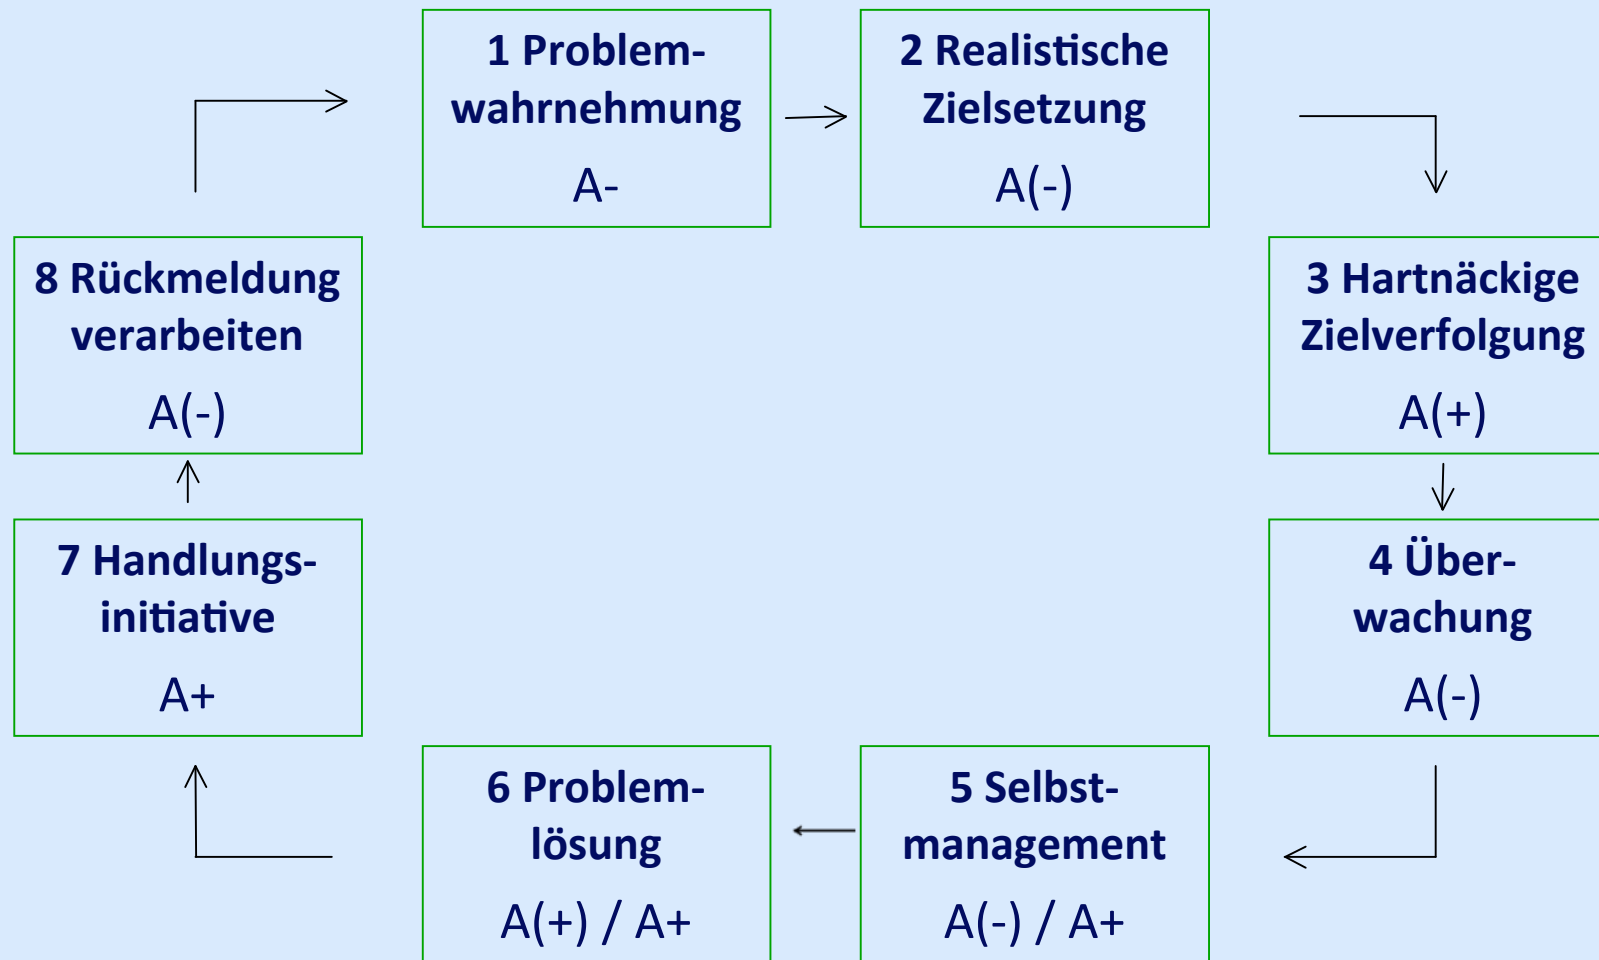 1 Problem-
wahrnehmung
A-
2 Realistische
Zielsetzung
A(-)
3 Hartnäckige
Zielverfolgung
A(+)
4 Über-
wachung
A(-)
5 Selbst-
management
A(-) / A+
6 Problem-
lösung
A(+) / A+
7 Handlungs-
initiative
A+
8 Rückmeldung
verarbeiten
A(-)